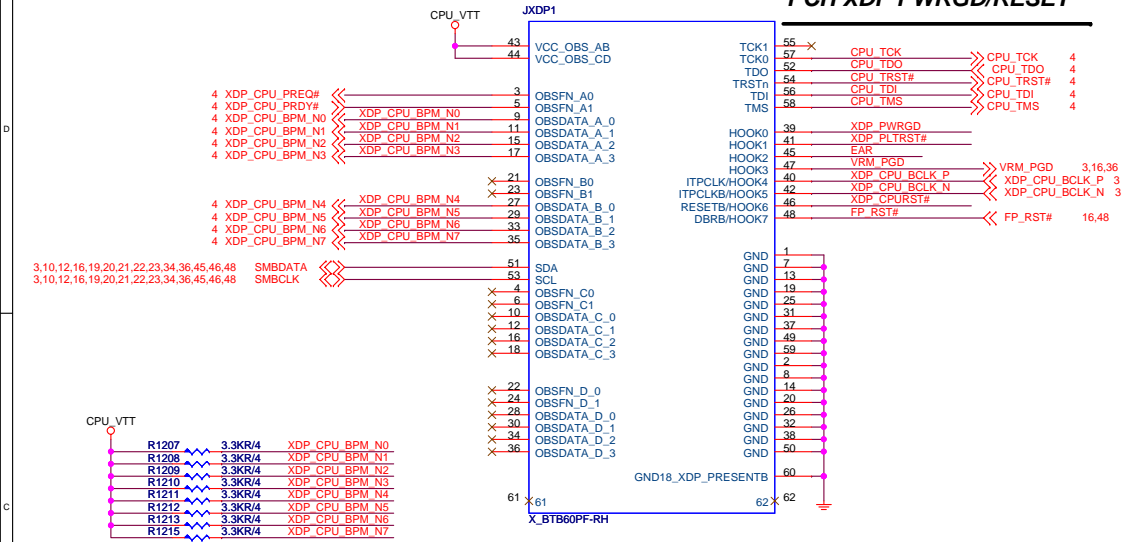 PCH XDP PWRGD/RESET
JXDP1
CPU_VTT
43 VCC_OBS_AB
44 VCC_OBS_CD
4 XDP_CPU_PREQ# 3 OBSFN_A0
4 XDP_CPU_PRDY# 5 OBSFN_A1
4 XDP_CPU_BPM_N0 XDP_CPU_BPM_N0 9 OBSDATA_A_0
4 XDP_CPU_BPM_N1 XDP_CPU_BPM_N1 11 OBSDATA_A_1
4 XDP_CPU_BPM_N2 XDP_CPU_BPM_N2 15 OBSDATA_A_2
4 XDP_CPU_BPM_N3 XDP_CPU_BPM_N3 17 OBSDATA_A_3
21 OBSFN_B0
23 OBSFN_B1
4 XDP_CPU_BPM_N4 XDP_CPU_BPM_N4 27 OBSDATA_B_0
4 XDP_CPU_BPM_N5 XDP_CPU_BPM_N5 29 OBSDATA_B_1
4 XDP_CPU_BPM_N6 XDP_CPU_BPM_N6 33 OBSDATA_B_2
4 XDP_CPU_BPM_N7 XDP_CPU_BPM_N7 35 OBSDATA_B_3
3,10,12,16,19,20,21,22,23,34,36,45,46,48 SMBDATA 51 SDA
3,10,12,16,19,20,21,22,23,34,36,45,46,48 SMBCLK 53 SCL
4 OBSFN_C0
6 OBSFN_C1
10 OBSDATA_C_0
12 OBSDATA_C_1
16 OBSDATA_C_2
18 OBSDATA_C_3
22 OBSFN_D_0
24 OBSFN_D_1
28 OBSDATA_D_0
30 OBSDATA_D_1
34 OBSDATA_D_2
36 OBSDATA_D_3
61 61
X_BTB60PF-RH
TCK1 55
TCK0 57 CPU_TCK CPU_TCK 4
TDO 52 CPU_TDO CPU_TDO 4
TRSTn 54 CPU_TRST# CPU_TRST# 4
TDI 56 CPU_TDI CPU_TDI 4
TMS 58 CPU_TMS CPU_TMS 4
HOOK0 39 XDP_PWRGD
HOOK1 41 XDP_PLTRST#
HOOK2 45 EAR
HOOK3 47 VRM_PGD VRM_PGD 3,16,36
ITPCLK/HOOK4 40 XDP_CPU_BCLK_P XDP_CPU_BCLK_P 3
ITPCLKB/HOOK5 42 XDP_CPU_BCLK_N XDP_CPU_BCLK_N 3
RESETB/HOOK6 46 XDP_CPURST#
DBRB/HOOK7 48 FP_RST# FP_RST# 16,48
GND 1
GND 7
GND 13
GND 19
GND 25
GND 31
GND 37
GND 49
GND 59
GND 2
GND 8
GND 14
GND 20
GND 26
GND 32
GND 38
GND 50
GND18_XDP_PRESENTB 60
62 62
CPU_VTT
R1207 3.3KR/4 XDP_CPU_BPM_N0
R1208 3.3KR/4 XDP_CPU_BPM_N1
R1209 3.3KR/4 XDP_CPU_BPM_N2
R1210 3.3KR/4 XDP_CPU_BPM_N3
R1211 3.3KR/4 XDP_CPU_BPM_N4
R1212 3.3KR/4 XDP_CPU_BPM_N5
R1213 3.3KR/4 XDP_CPU_BPM_N6
R1215 3.3KR/4 XDP_CPU_BPM_N7
D
C